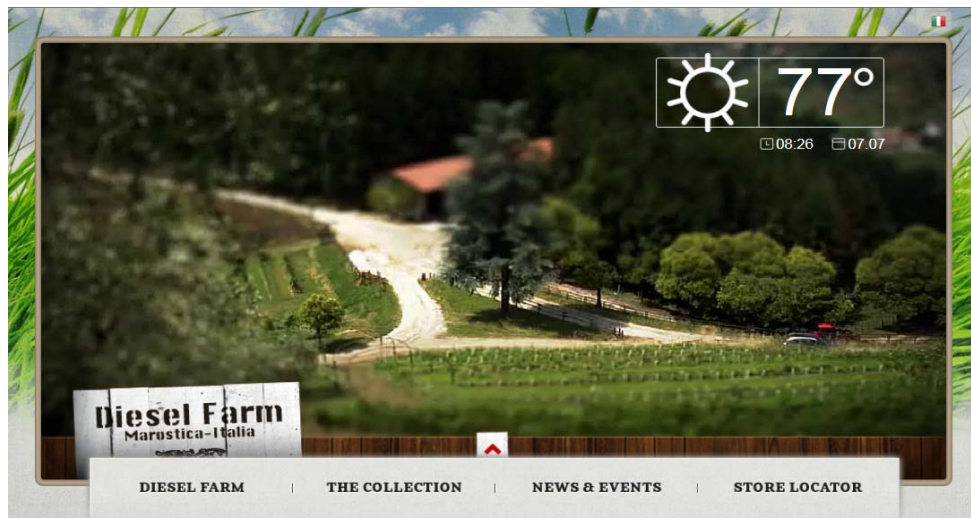 77°
08:26 07.07
Diesel Farm
Marostica-Italia
DIESEL FARM | THE COLLECTION | NEWS & EVENTS | STORE LOCATOR